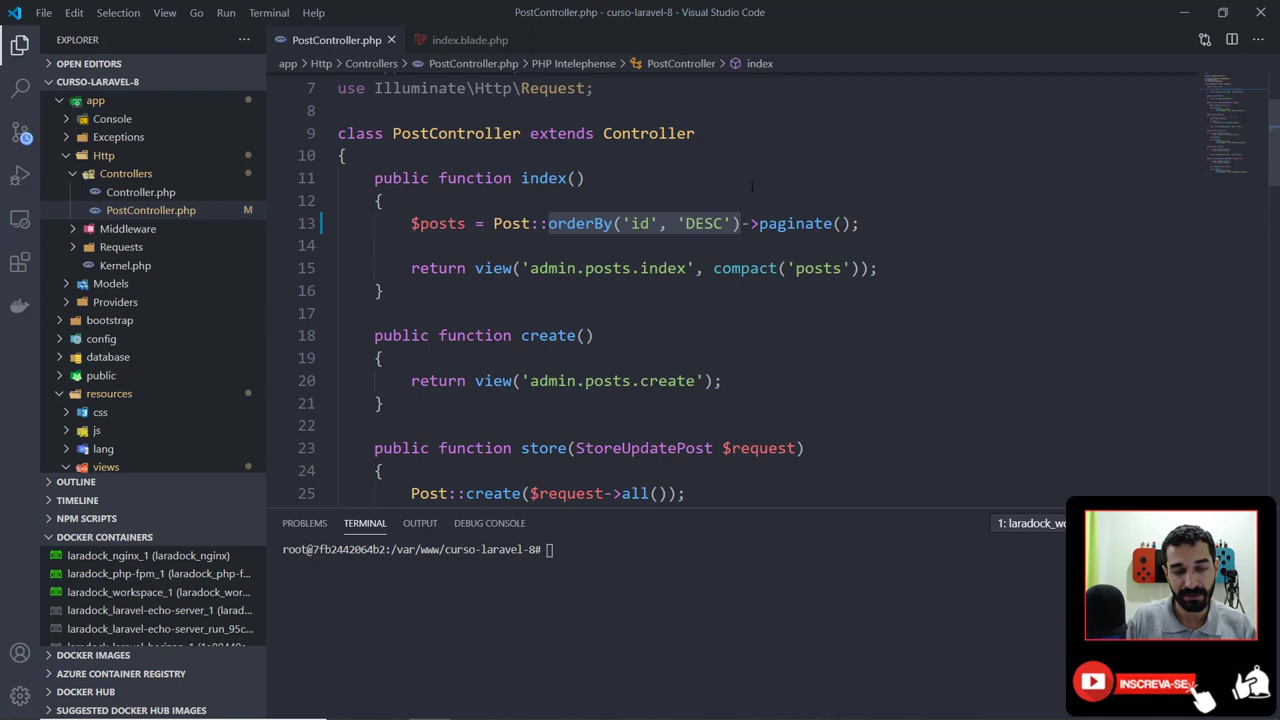 File Edit Selection View Go Run Terminal Help
PostController.php - curso-laravel-8 - Visual Studio Code
EXPLORER
OPEN EDITORS
CURSO-LARAVEL-8
app
Console
Exceptions
Http
Controllers
Controller.php
PostController.php M
Middleware
Requests
Kernel.php
Models
Providers
bootstrap
config
database
public
resources
css
js
lang
views
OUTLINE
TIMELINE
NPM SCRIPTS
DOCKER CONTAINERS
laradock_nginx_1 (laradock_nginx)
laradock_php-fpm_1 (laradock_php-f...
laradock_workspace_1 (laradock_wor...
laradock_laravel-echo-server_1 (larad...
laradock_laravel-echo-server_run_95c...
DOCKER IMAGES
AZURE CONTAINER REGISTRY
DOCKER HUB
SUGGESTED DOCKER HUB IMAGES
PostController.php index.blade.php
app > Http > Controllers > PostController.php > PHP Intelephense > PostController > index
7 use Illuminate\Http\Request;
8
9 class PostController extends Controller
10 {
11 public function index()
12 {
13 $posts = Post::orderBy('id', 'DESC')->paginate();
14
15 return view('admin.posts.index', compact('posts'));
16 }
17
18 public function create()
19 {
20 return view('admin.posts.create');
21 }
22
23 public function store(StoreUpdatePost $request)
24 {
25 Post::create($request->all());
PROBLEMS TERMINAL OUTPUT DEBUG CONSOLE
1: laradock_wo
root@7fb2442064b2:/var/www/curso-laravel-8#
INSCREVA-SE